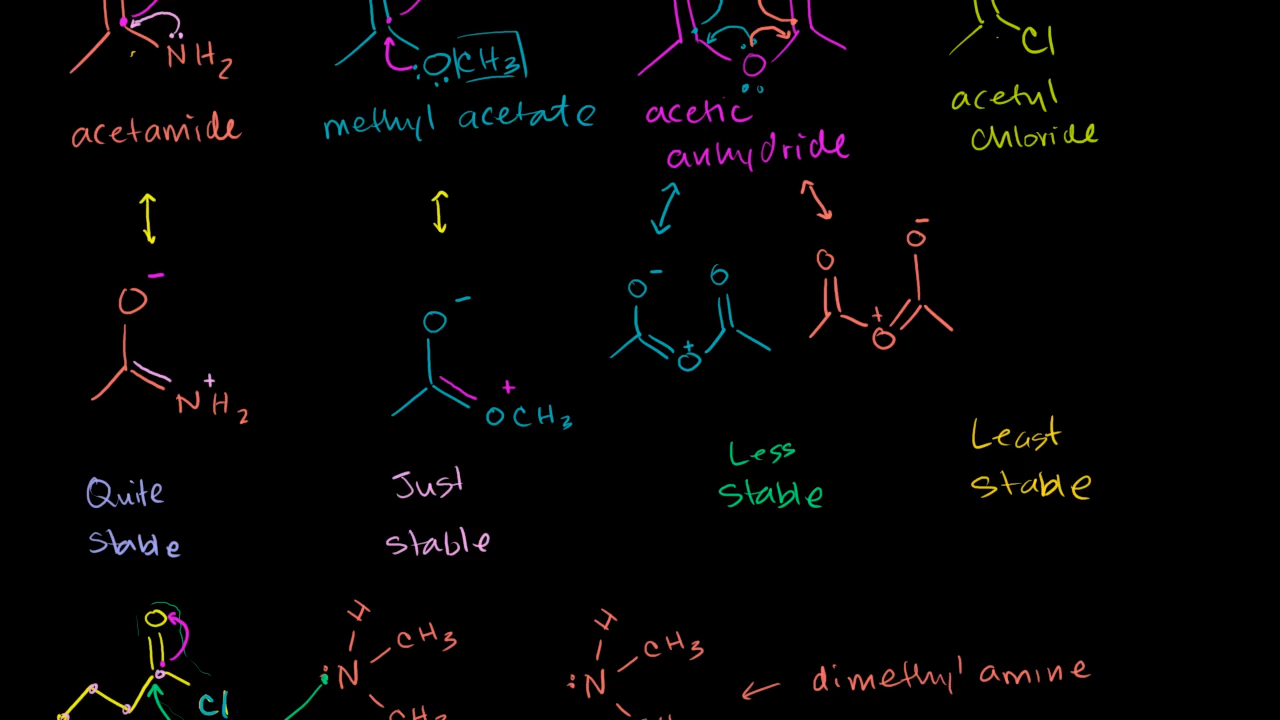 NH2
OCH3
O
Cl
acetamide
methyl acetate
acetic
anhydride
acetyl
chloride
O-
O-
O- O
O O-
NH2+
OCH3+
O+
O+
Quite
stable
Just
stable
Less
stable
Least
stable
O
Cl
H
N
CH3
CH3
H
N
CH3
dimethyl amine